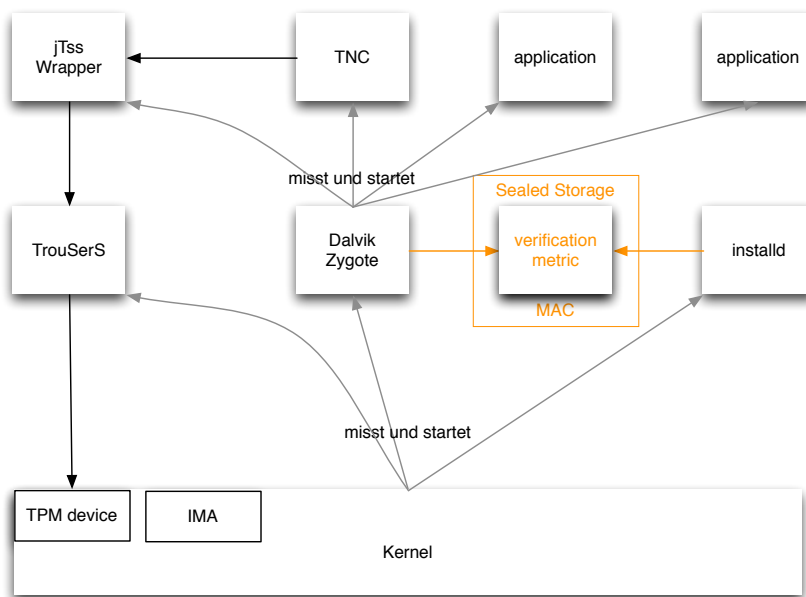 jTss
Wrapper
TNC
application
application
misst und startet
Sealed Storage
TrouSerS
Dalvik
Zygote
verification
metric
installd
MAC
misst und startet
TPM device
IMA
Kernel